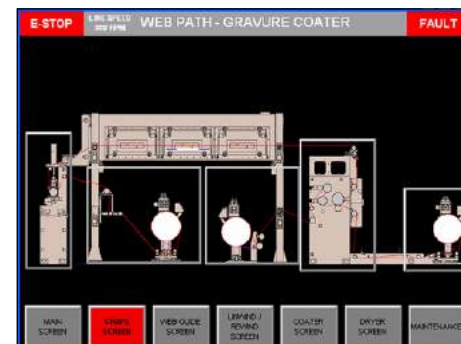 E-STOP
LINE SPEED
WEB PATH - GRAVURE COATER
FAULT
MAIN
SCREEN
SCREEN
WEB GUIDE
SCREEN
UNWIND /
REWIND
SCREEN
COATER
SCREEN
DRYER
SCREEN
MAINTENANCE